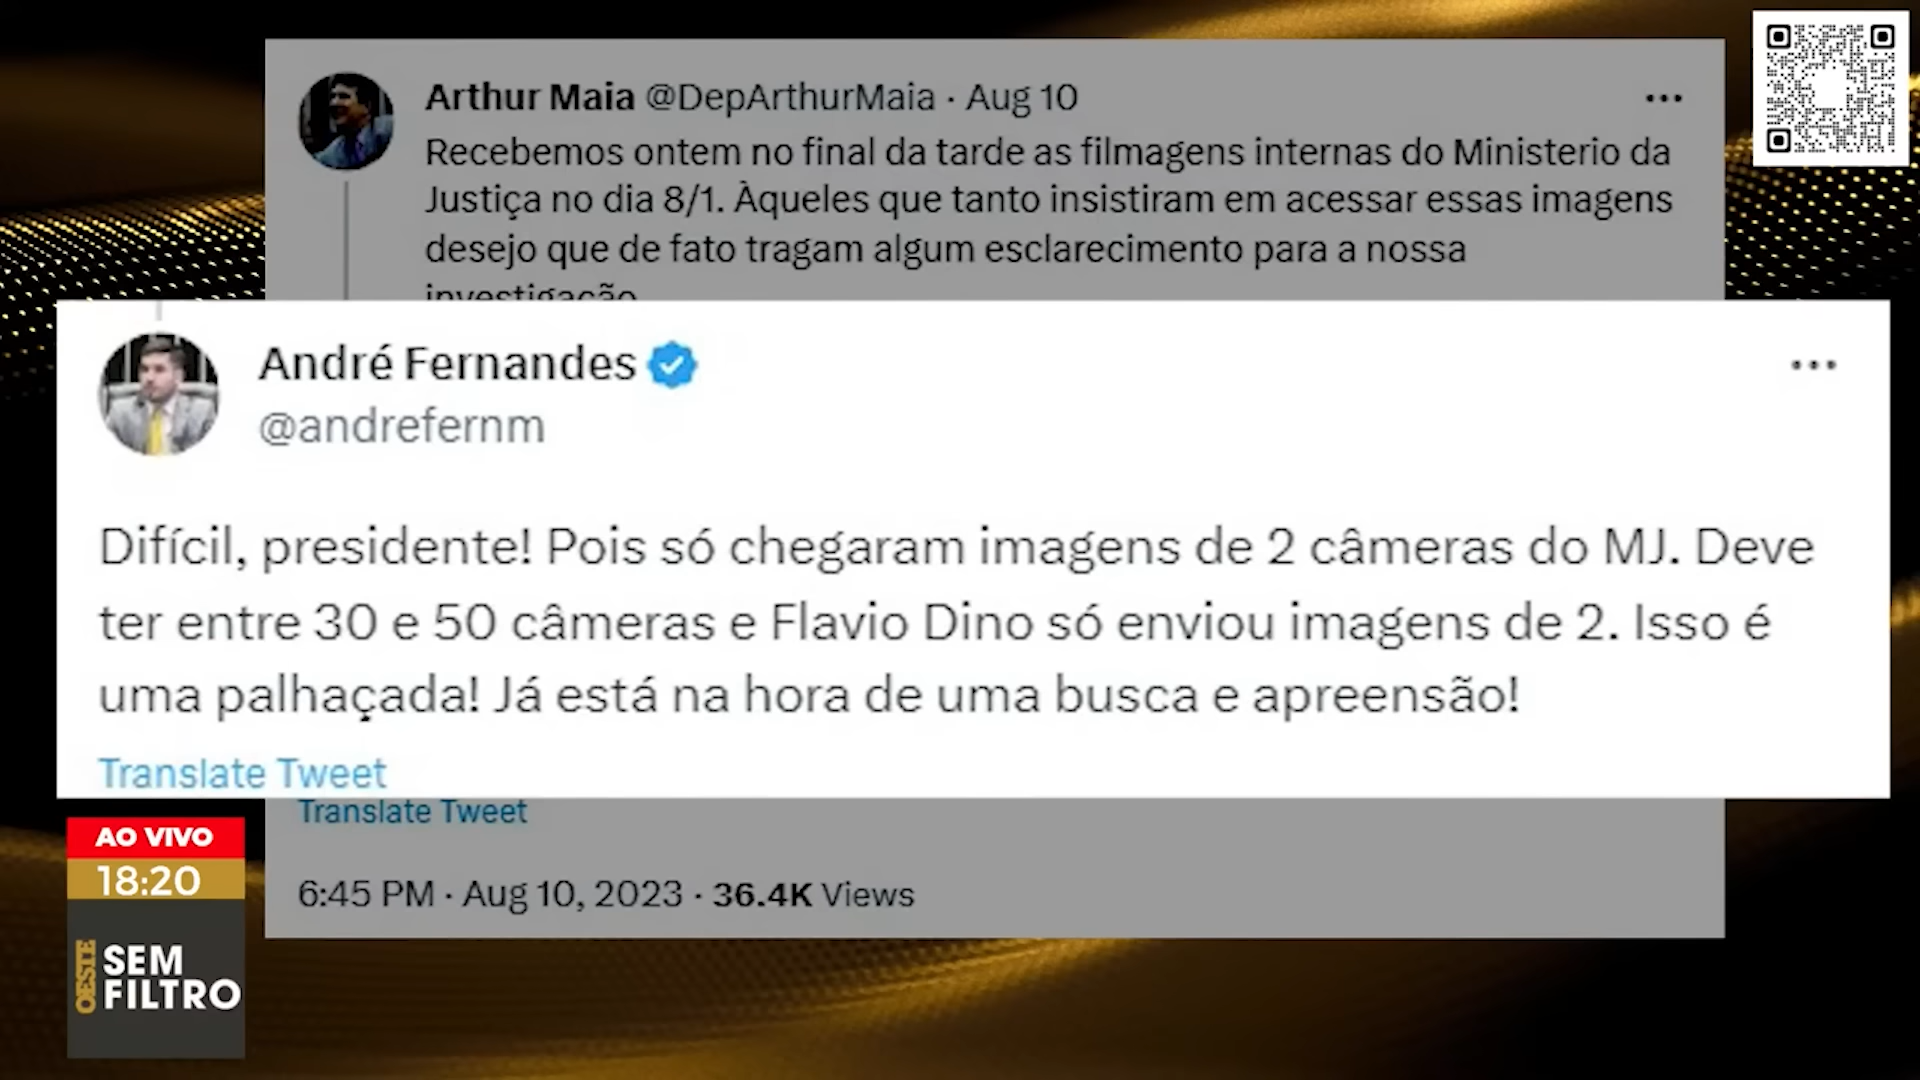 Arthur Maia @DepArthurMaia · Aug 10
Recebemos ontem no final da tarde as filmagens internas do Ministerio da
Justiça no dia 8/1. Àqueles que tanto insistiram em acessar essas imagens
desejo que de fato tragam algum esclarecimento para a nossa
investigação
André Fernandes
@andrefernm
Difícil, presidente! Pois só chegaram imagens de 2 câmeras do MJ. Deve
ter entre 30 e 50 câmeras e Flavio Dino só enviou imagens de 2. Isso é
uma palhaçada! Já está na hora de uma busca e apreensão!
Translate Tweet
Translate Tweet
6:45 PM · Aug 10, 2023 · 36.4K Views
AO VIVO
18:20
OESTE
SEM
FILTRO